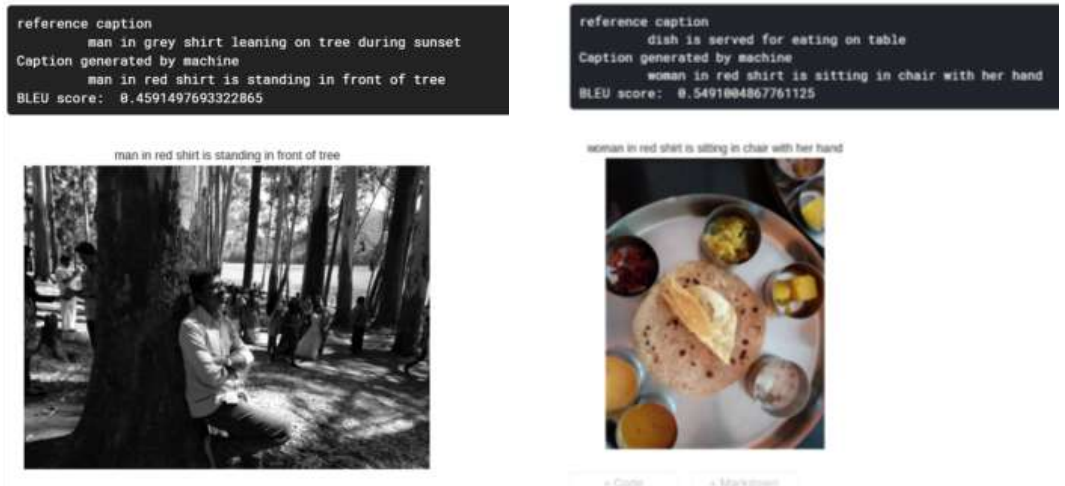 reference caption
man in grey shirt leaning on tree during sunset
Caption generated by machine
man in red shirt is standing in front of tree
BLEU score: 0.4591497693322865
man in red shirt is standing in front of tree
reference caption
dish is served for eating on table
Caption generated by machine
woman in red shirt is sitting in chair with her hand
BLEU score: 0.5491004867761125
woman in red shirt is sitting in chair with her hand
+ Code
+ Markdown